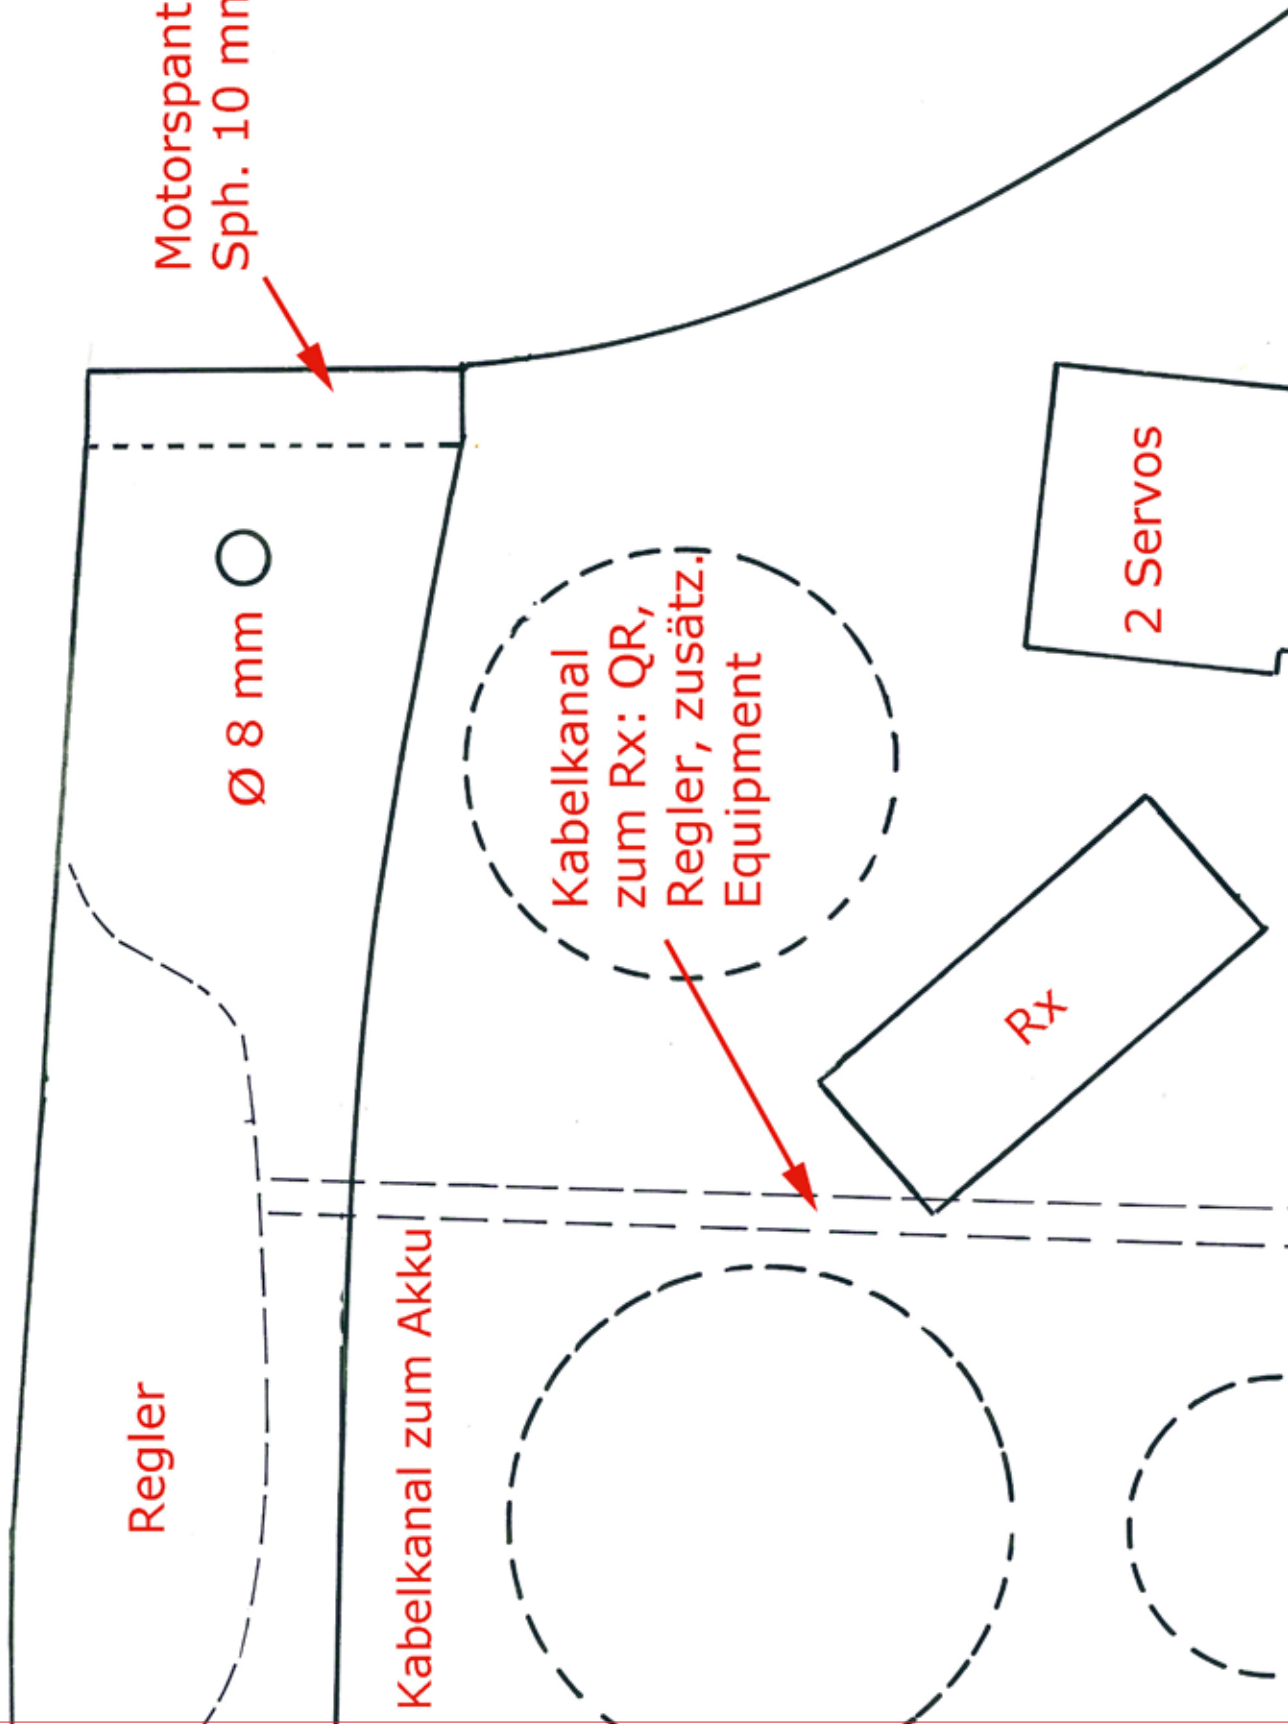 Motorspant
Sph. 10 mm
Ø 8 mm
2 Servos
Kabelkanal
zum Rx: QR,
Regler, zusätz.
Equipment
Rx
Kabelkanal zum Akku
Regler